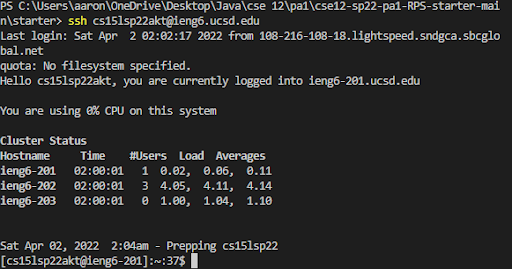 PS C:\Users\aaron\OneDrive\Desktop\Java\cse 12\pa1\cse12-sp22-pa1-RPS-starter-mai
n\starter> ssh cs15lsp22akt@ieng6.ucsd.edu
Last login: Sat Apr  2 02:02:17 2022 from 108-216-108-18.lightspeed.sndgca.sbcglo
bal.net
quota: No filesystem specified.
Hello cs15lsp22akt, you are currently logged into ieng6-201.ucsd.edu
You are using 0% CPU on this system
Cluster Status
Hostname     Time    #Users  Load  Averages
ieng6-201   02:00:01   1  0.02,  0.06,  0.11
ieng6-202   02:00:01   3  4.05,  4.11,  4.14
ieng6-203   02:00:01   0  1.00,  1.04,  1.10
Sat Apr 02, 2022  2:04am - Prepping cs15lsp22
[cs15lsp22akt@ieng6-201]:~:37$